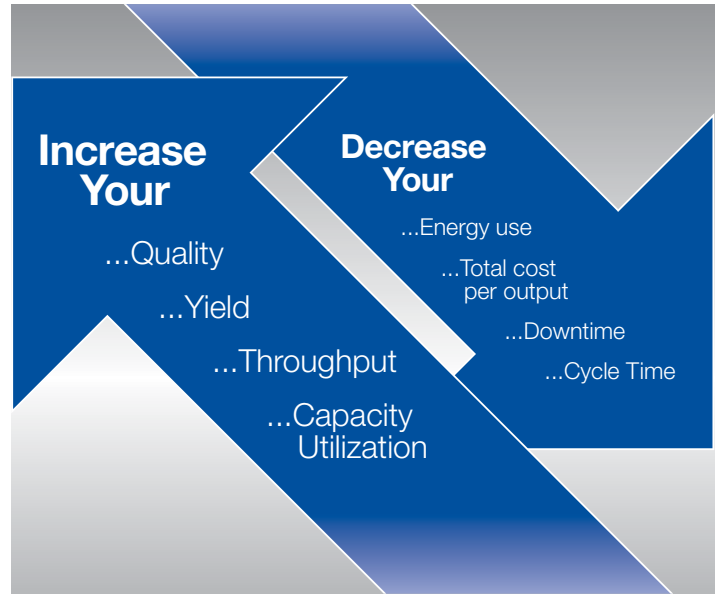 Increase
Your
...Quality
...Yield
...Throughput
...Capacity
Utilization
Decrease
Your
...Energy use
...Total cost
per output
...Downtime
...Cycle Time